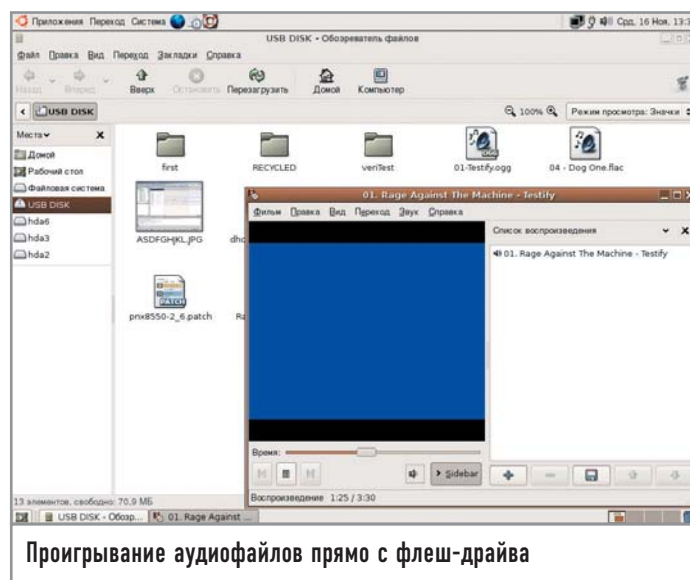 Приложения Переход Система
Срд, 16 Ноя, 13:3
USB DISK - Обозреватель файлов
Файл Правка Вид Переход Закладки Справка
Назад Вперед Вверх Остановить Перезагрузить Домой Компьютер
USB DISK 100% Режим просмотра: Значки
Места
Домой
Рабочий стол
Файловая система
USB DISK
hda6
hda3
hda2
first RECYCLED veriTest 01-Testify.ogg 04 - Dog One.flac
ASDFGHJKL.JPG
PATCH
pnx8550-2_6.patch
01. Rage Against The Machine - Testify
Фильм Правка Вид Переход Звук Справка
Список воспроизведения
01. Rage Against The Machine - Testify
Время:
Sidebar
Воспроизведение 1:25 / 3:30
13 элементов, свободно: 70.9 МБ
USB DISK - Обозр... 01. Rage Against ...
Проигрывание аудиофайлов прямо с флеш-драйва